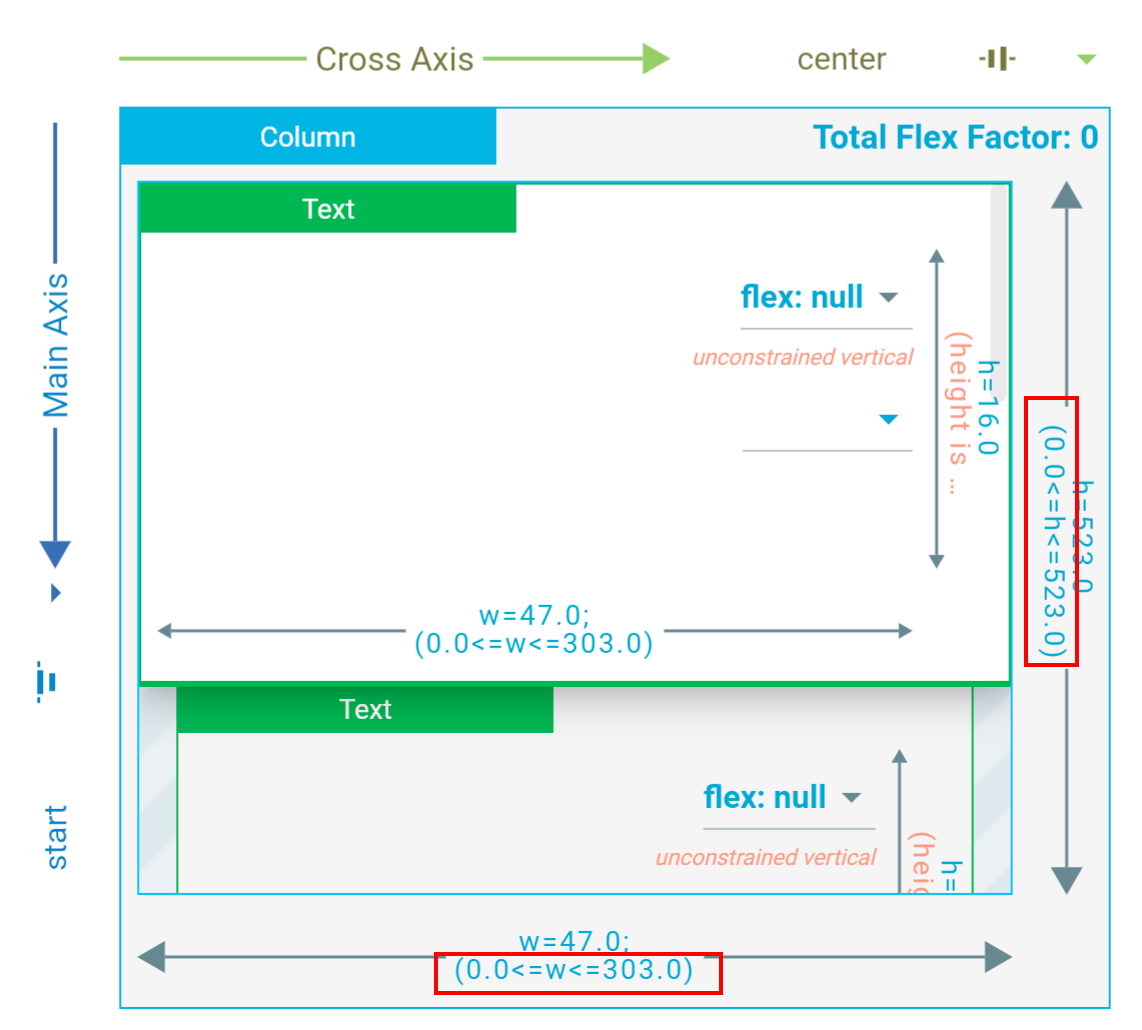 Cross Axis
center
Column
Total Flex Factor: 0
Text
flex: null
unconstrained vertical
h=16.0
(height is ...
w=47.0;
(0.0<=w<=303.0)
Main Axis
start
h=523.0
(0.0<=h<=523.0)
Text
flex: null
unconstrained vertical
h=
(heig
w=47.0;
(0.0<=w<=303.0)